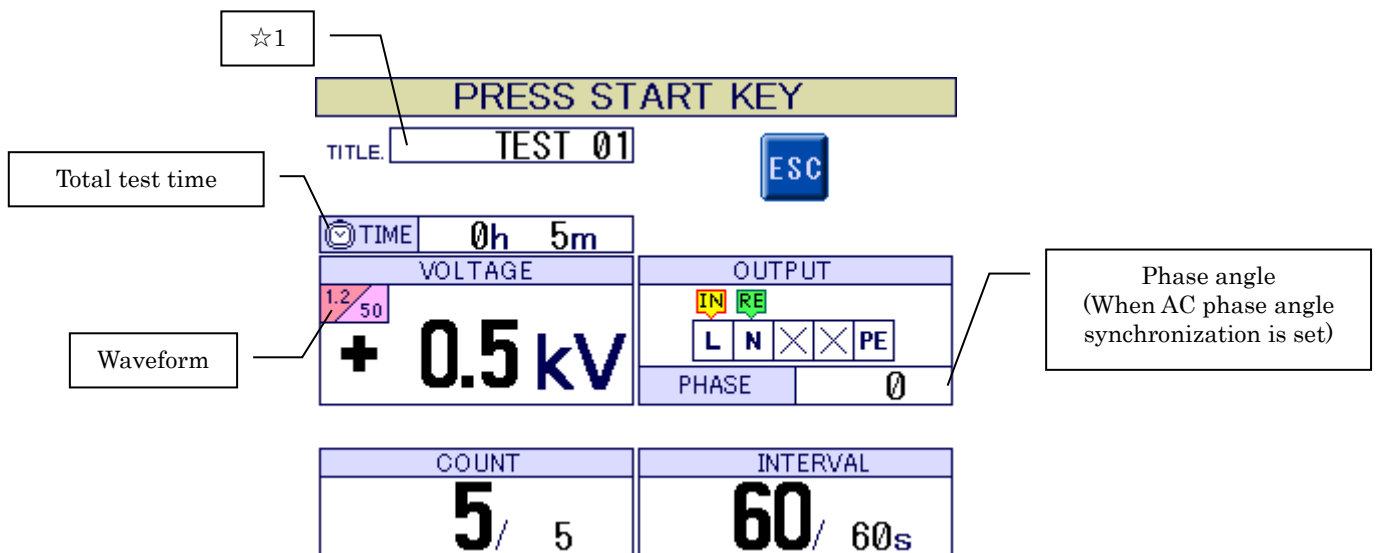 ☆1
PRESS START KEY
TITLE. TEST 01
ESC
Total test time
TIME 0h 5m
VOLTAGE
OUTPUT
1.2/50
IN RE
+ 0.5 kV
L N PE
Waveform
PHASE 0
Phase angle
(When AC phase angle
synchronization is set)
COUNT
INTERVAL
5/ 5
60/ 60s